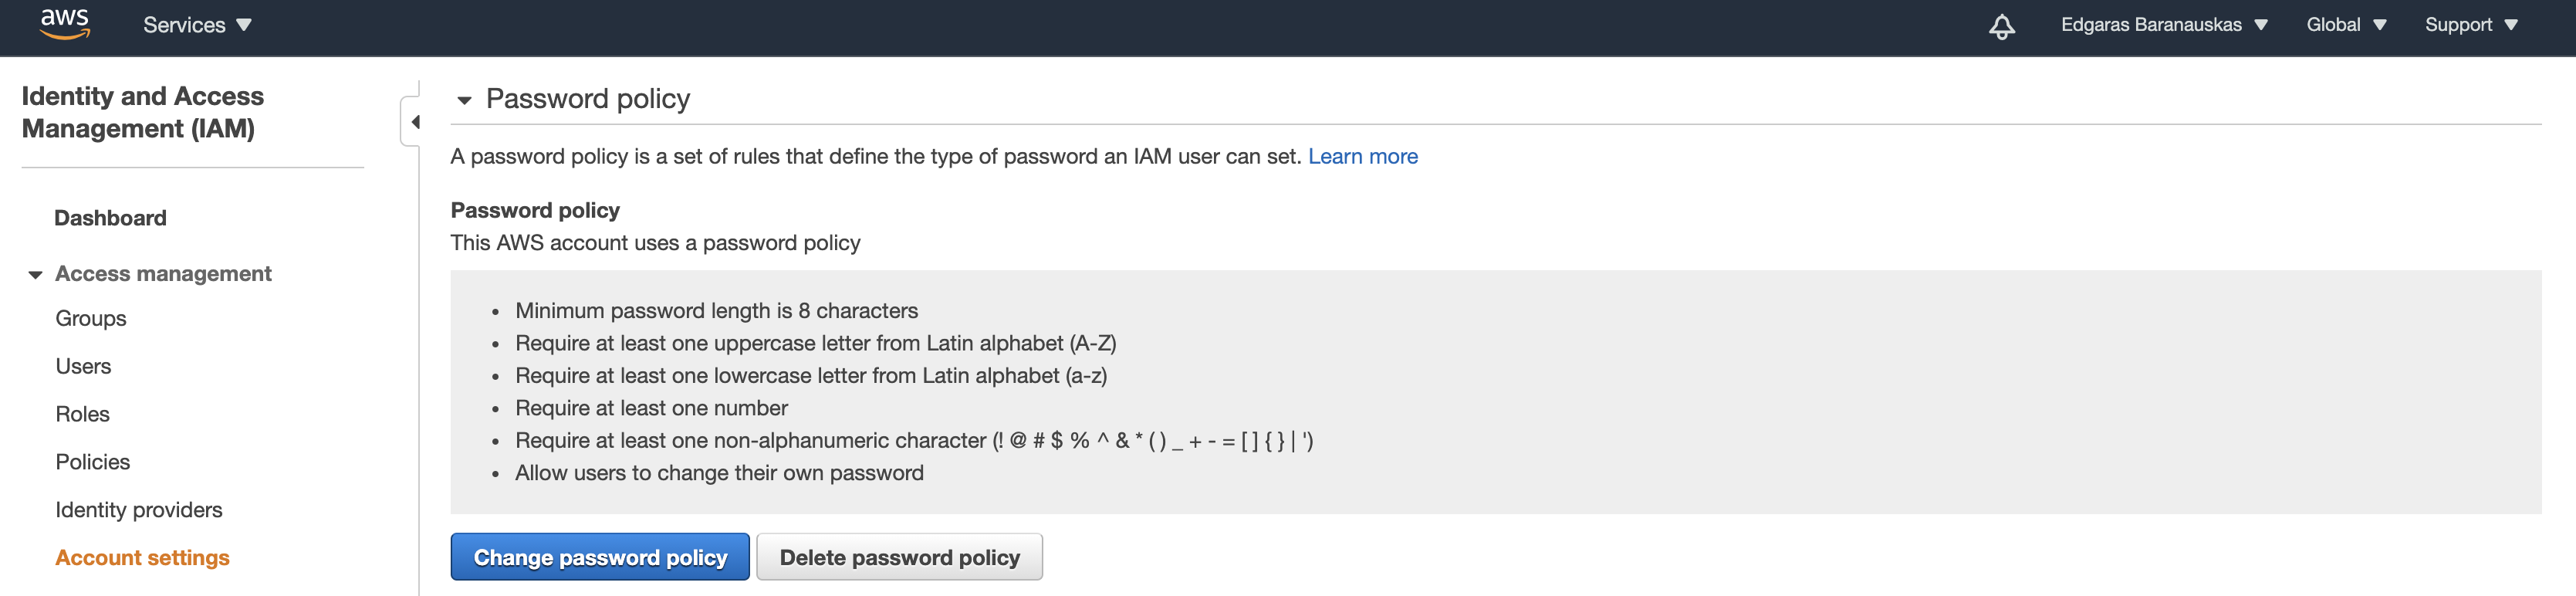 aws
Services
Edgaras Baranauskas
Global
Support
Identity and Access
Management (IAM)
Dashboard
Access management
Groups
Users
Roles
Policies
Identity providers
Account settings
Password policy
A password policy is a set of rules that define the type of password an IAM user can set. Learn more
Password policy
This AWS account uses a password policy
• Minimum password length is 8 characters
• Require at least one uppercase letter from Latin alphabet (A-Z)
• Require at least one lowercase letter from Latin alphabet (a-z)
• Require at least one number
• Require at least one non-alphanumeric character (! @ # $ % ^ & * ( ) _ + - = [ ] { } | ')
• Allow users to change their own password
Change password policy
Delete password policy